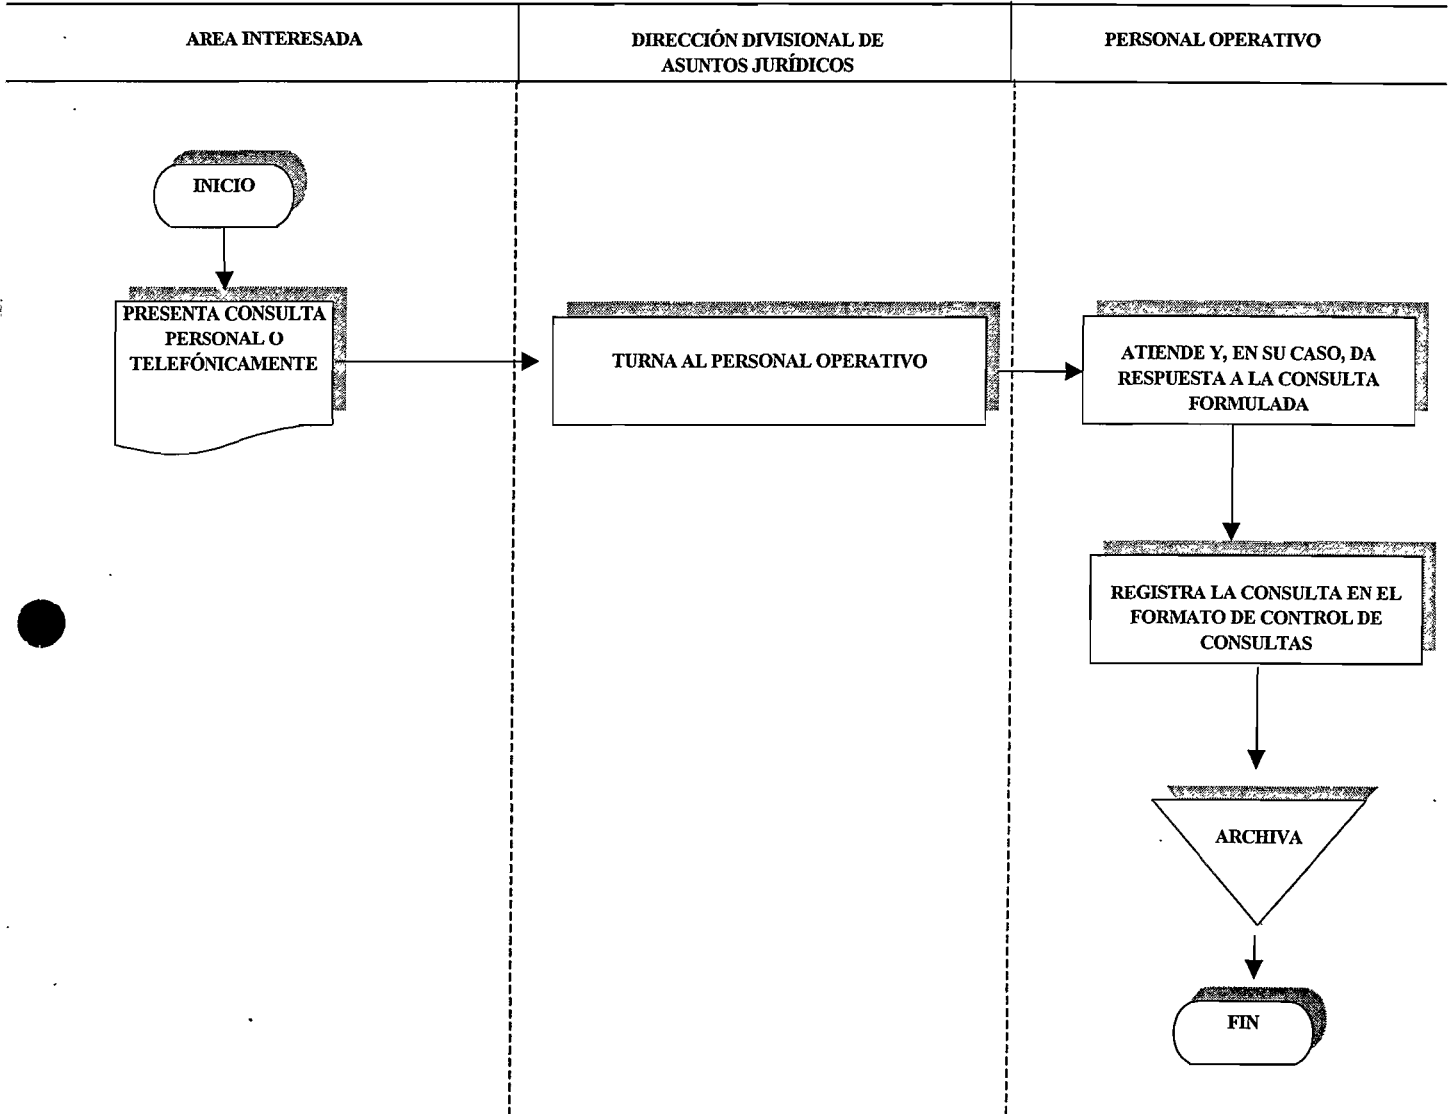 AREA INTERESADA
DIRECCIÓN DIVISIONAL DE
ASUNTOS JURÍDICOS
PERSONAL OPERATIVO
INICIO
PRESENTA CONSULTA
PERSONAL O
TELEFÓNICAMENTE
TURNA AL PERSONAL OPERATIVO
ATIENDE Y, EN SU CASO, DA
RESPUESTA A LA CONSULTA
FORMULADA
REGISTRA LA CONSULTA EN EL
FORMATO DE CONTROL DE
CONSULTAS
ARCHIVA
FIN